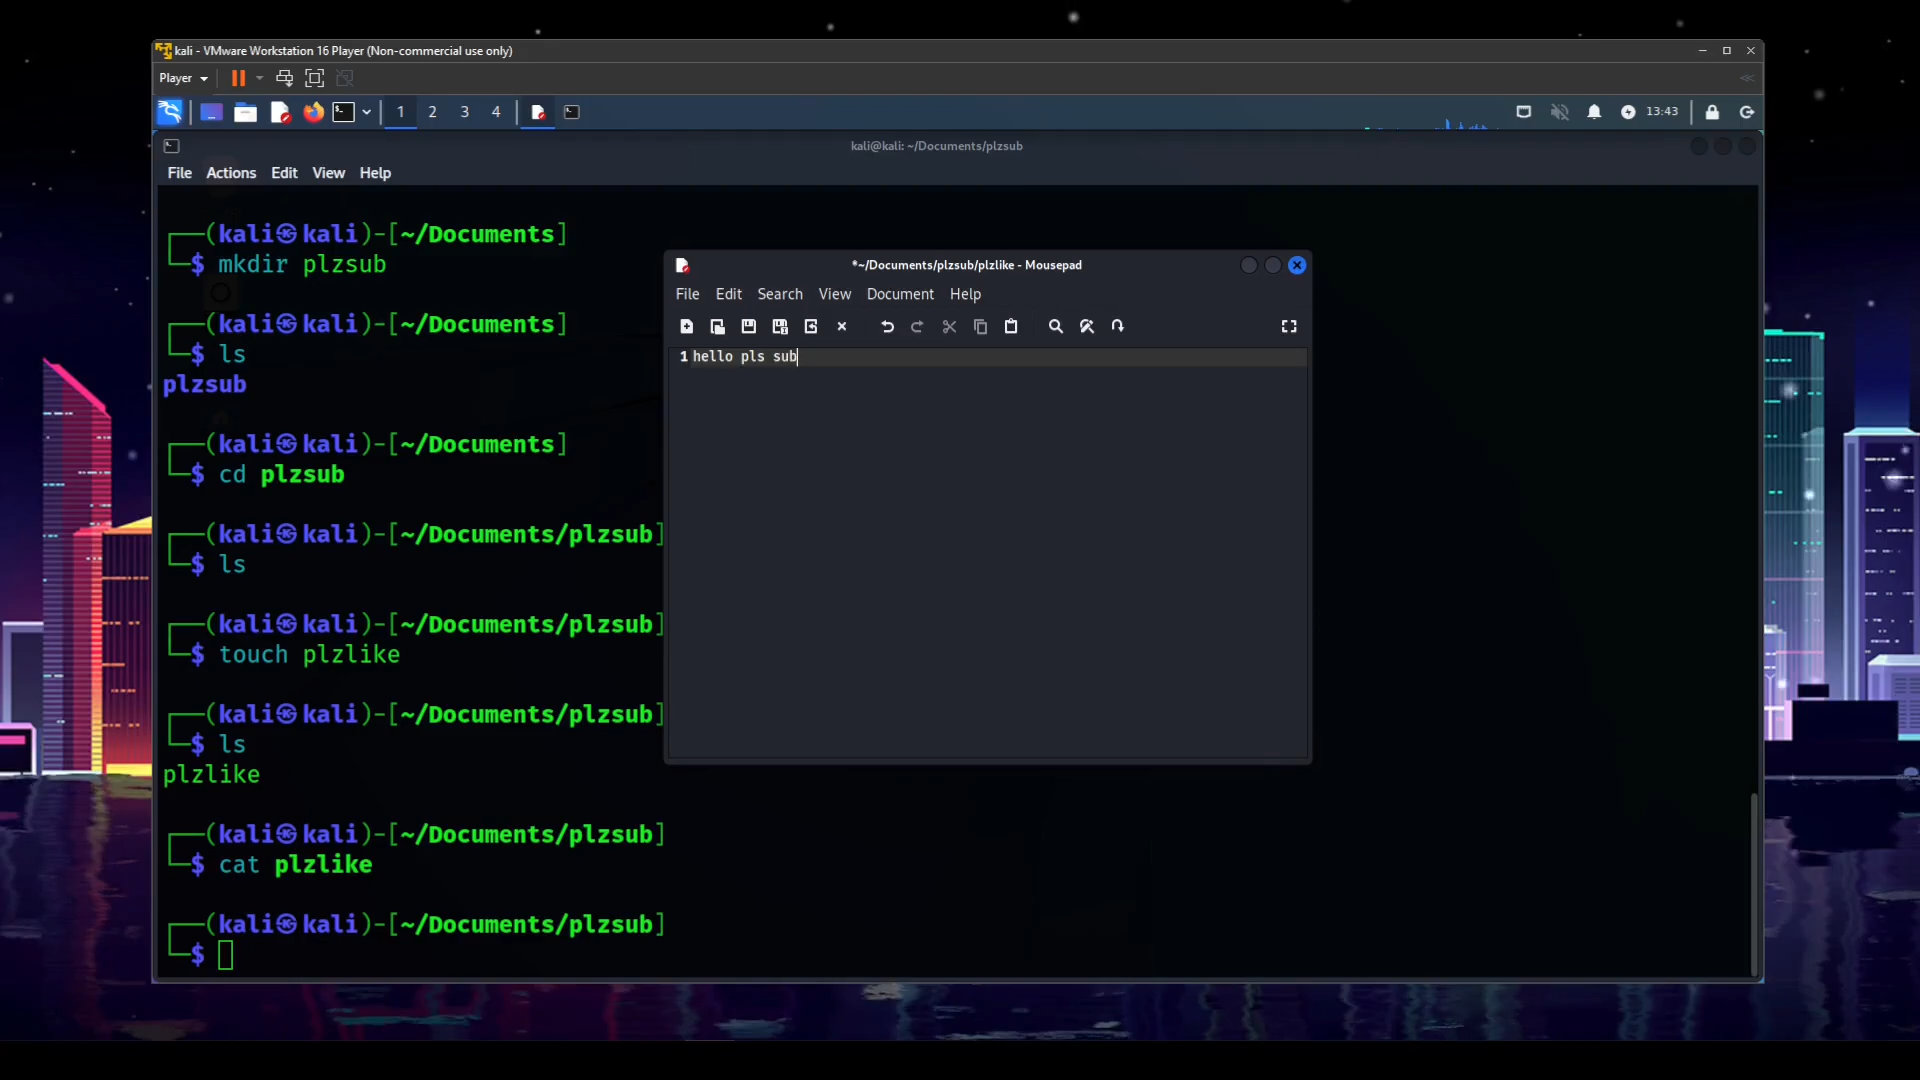 kali - VMware Workstation 16 Player (Non-commercial use only)
Player
1 2 3 4
13:43
kali@kali: ~/Documents/plzsub
File Actions Edit View Help
┌──(kali㉿kali)-[~/Documents]
└─$ mkdir plzsub
┌──(kali㉿kali)-[~/Documents]
└─$ ls
plzsub
┌──(kali㉿kali)-[~/Documents]
└─$ cd plzsub
┌──(kali㉿kali)-[~/Documents/plzsub]
└─$ ls
┌──(kali㉿kali)-[~/Documents/plzsub]
└─$ touch plzlike
┌──(kali㉿kali)-[~/Documents/plzsub]
└─$ ls
plzlike
┌──(kali㉿kali)-[~/Documents/plzsub]
└─$ cat plzlike
┌──(kali㉿kali)-[~/Documents/plzsub]
└─$
*~/Documents/plzsub/plzlike - Mousepad
File Edit Search View Document Help
1 hello pls sub